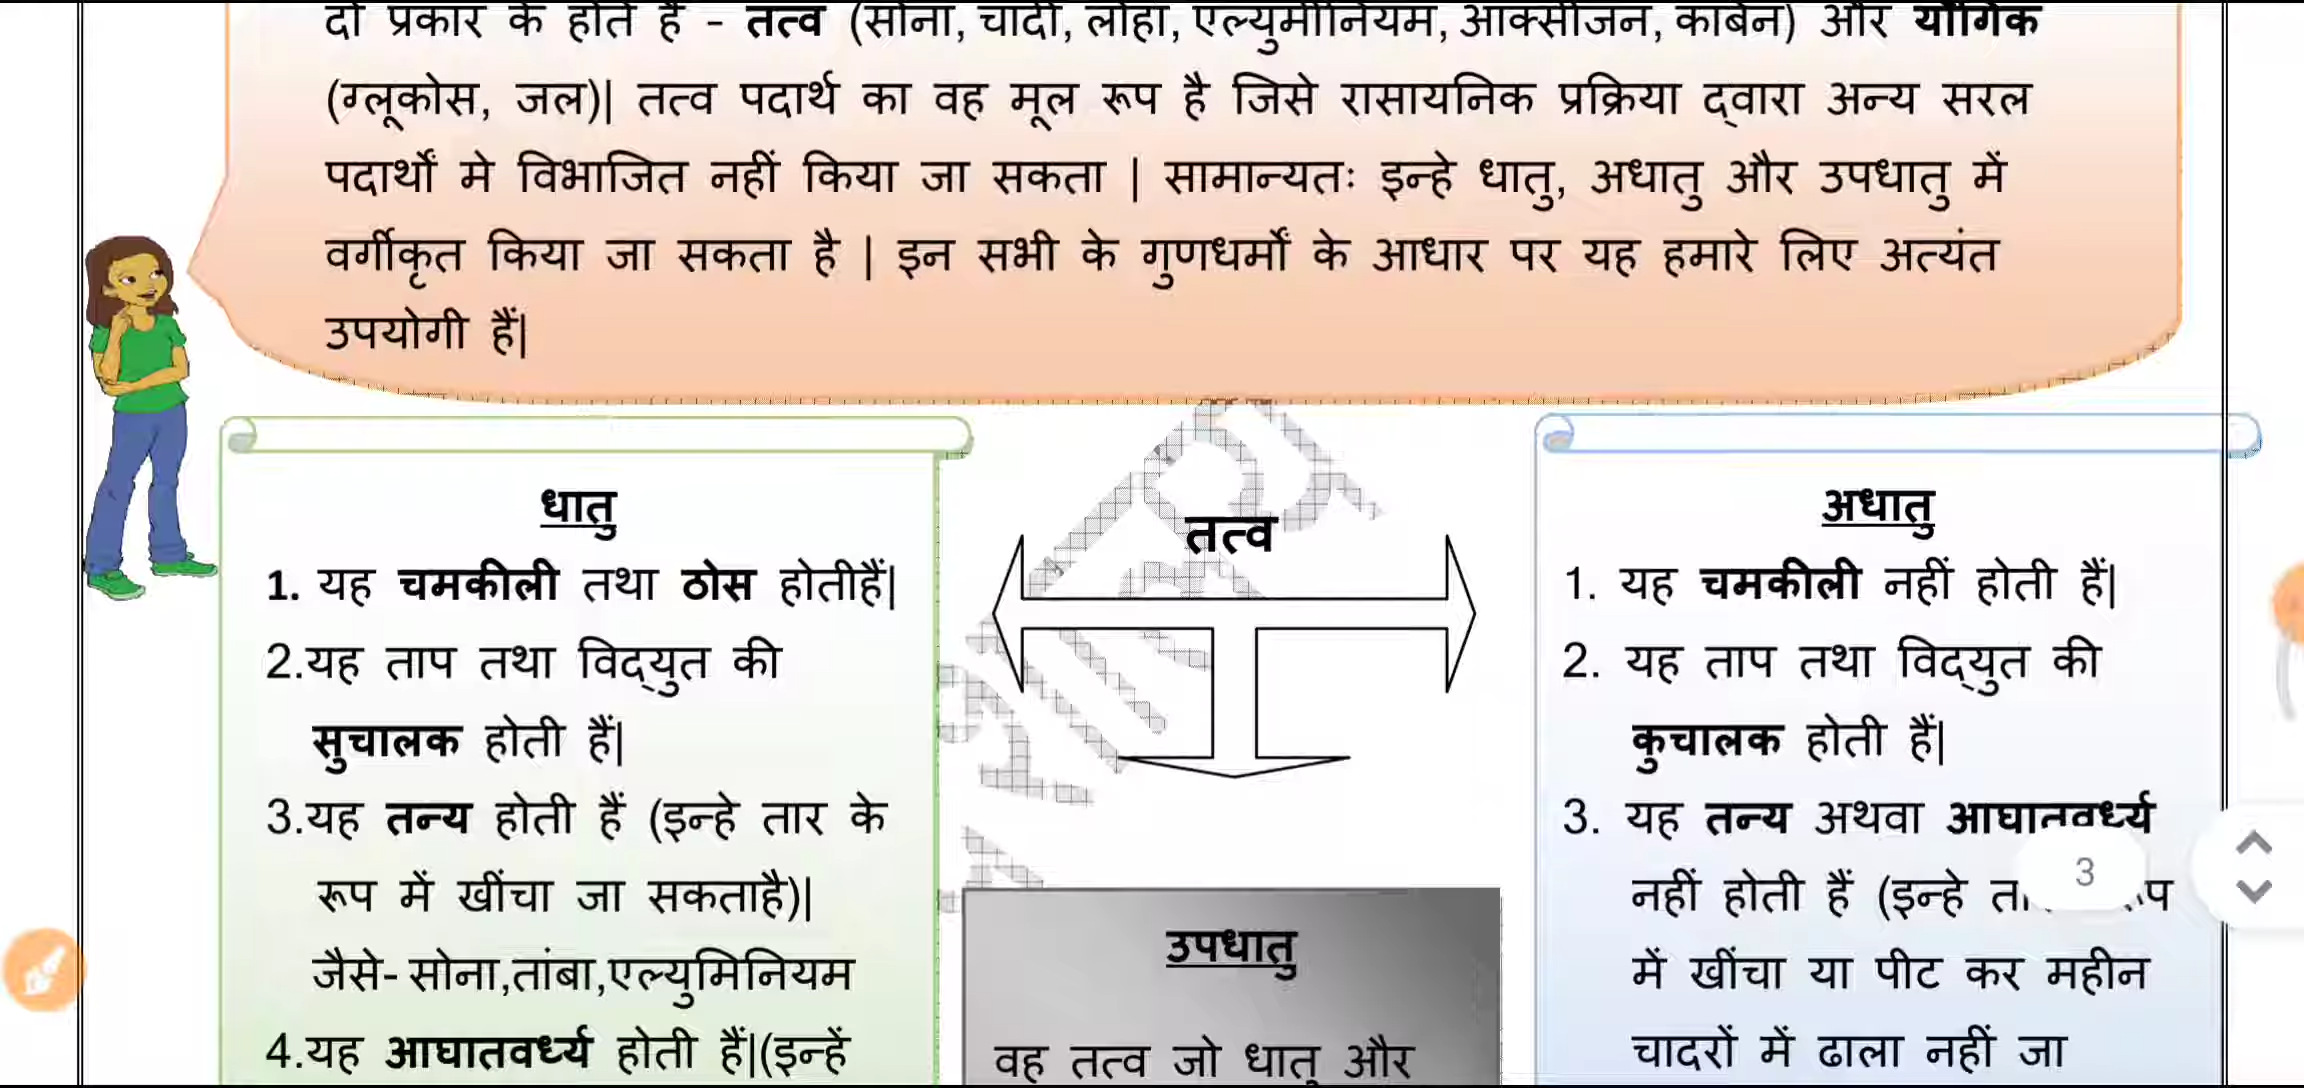 दो प्रकार के होते हैं - तत्व (सोना, चांदी, लोहा, एल्युमीनियम, ऑक्सीजन, कार्बन) और यौगिक
(ग्लूकोस, जल)| तत्व पदार्थ का वह मूल रूप है जिसे रासायनिक प्रक्रिया द्वारा अन्य सरल
पदार्थों मे विभाजित नहीं किया जा सकता | सामान्यतः इन्हे धातु, अधातु और उपधातु में
वर्गीकृत किया जा सकता है | इन सभी के गुणधर्मों के आधार पर यह हमारे लिए अत्यंत
उपयोगी हैं|
धातु
1. यह चमकीली तथा ठोस होतीहैं|
2.यह ताप तथा विद्युत की
सुचालक होती हैं|
3.यह तन्य होती हैं (इन्हे तार के
रूप में खींचा जा सकताहै)|
जैसे- सोना,तांबा,एल्युमिनियम
4.यह आघातवर्ध्य होती हैं|(इन्हें
तत्व
उपधातु
वह तत्व जो धातु और
अधातु
1. यह चमकीली नहीं होती हैं|
2. यह ताप तथा विद्युत की
कुचालक होती हैं|
3. यह तन्य अथवा आघातवर्ध्य
नहीं होती हैं (इन्हे
में खींचा या पीट कर महीन
चादरों में ढाला नहीं जा
3